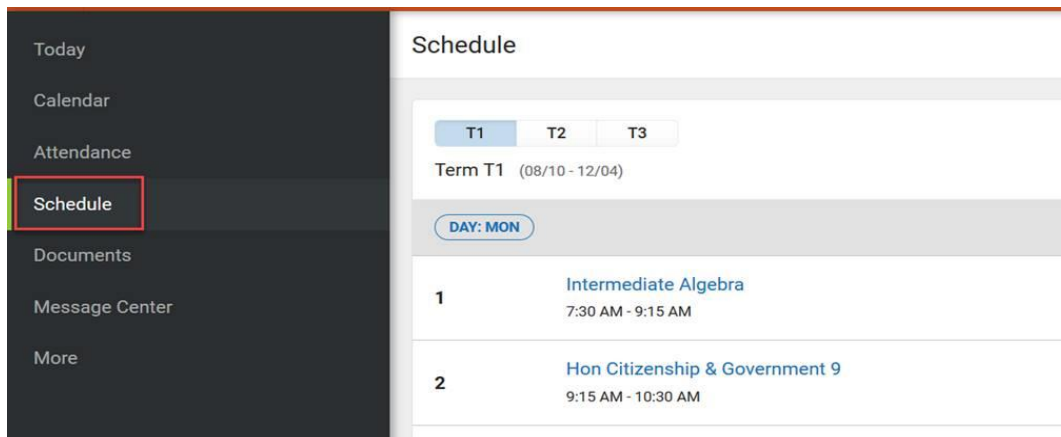 Today
Calendar
Attendance
Schedule
Documents
Message Center
More
Schedule
T1 T2 T3
Term T1 (08/10 - 12/04)
DAY: MON
1 Intermediate Algebra
7:30 AM - 9:15 AM
2 Hon Citizenship & Government 9
9:15 AM - 10:30 AM